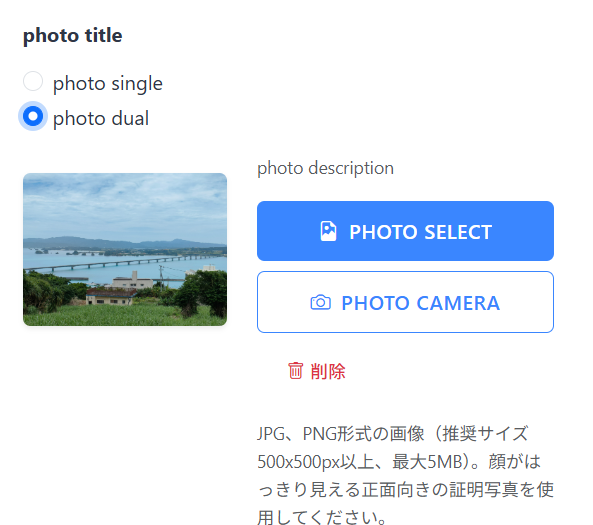 photo title
photo single
photo dual
photo description
PHOTO SELECT
PHOTO CAMERA
削除
JPG、PNG形式の画像（推奨サイズ
500x500px以上、最大5MB）。顔がは
っきり見える正面向きの証明写真を使
用してください。